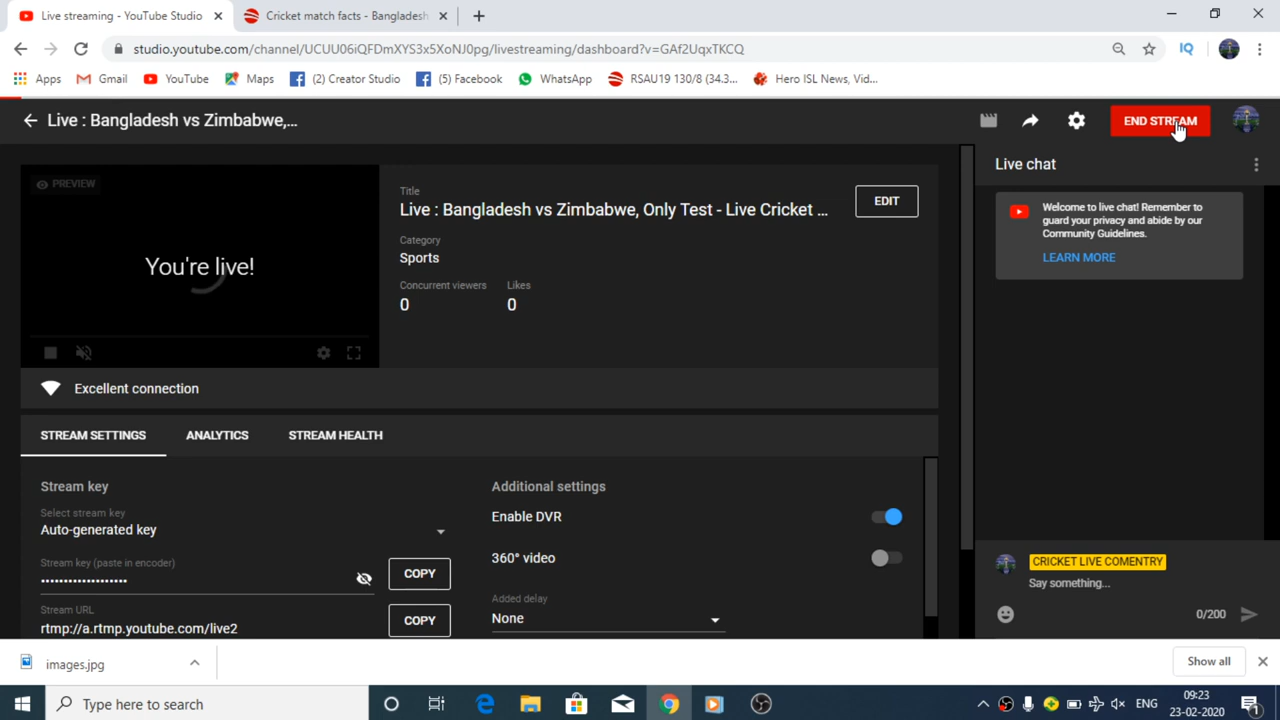 Live streaming - YouTube Studio
Cricket match facts - Bangladesh
studio.youtube.com/channel/UCUU06iQFDmXYS3x5XoNJ0pg/livestreaming/dashboard?v=GAf2UqxTKCQ
IQ
Apps
Gmail
YouTube
Maps
(2) Creator Studio
(5) Facebook
WhatsApp
RSAU19 130/8 (34.3...
Hero ISL News, Vid...
Live : Bangladesh vs Zimbabwe,...
END STREAM
PREVIEW
You're live!
Title
Live : Bangladesh vs Zimbabwe, Only Test - Live Cricket ...
EDIT
Category
Sports
Concurrent viewers
Likes
0
0
Live chat
Welcome to live chat! Remember to
guard your privacy and abide by our
Community Guidelines.
LEARN MORE
Excellent connection
STREAM SETTINGS
ANALYTICS
STREAM HEALTH
Stream key
Select stream key
Auto-generated key
Stream key (paste in encoder)
••••••••••••••••••••
COPY
Stream URL
rtmp://a.rtmp.youtube.com/live2
COPY
Additional settings
Enable DVR
360° video
Added delay
None
CRICKET LIVE COMENTRY
Say something...
0/200
images.jpg
Show all
Type here to search
ENG
09:23
23-02-2020
1